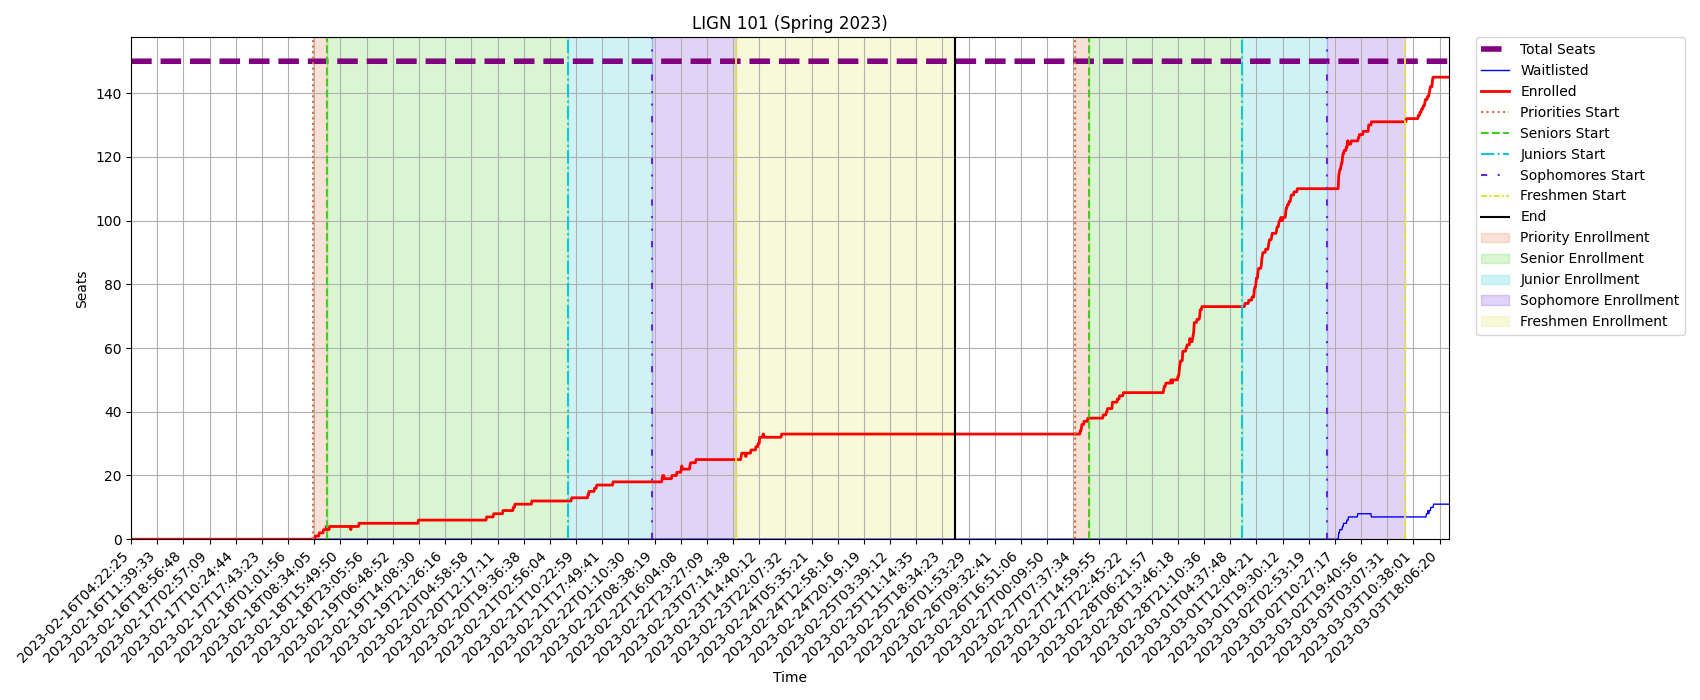 LIGN 101 (Spring 2023)
Seats
140
120
100
80
60
40
20
0
2023-02-16T04:22:25
2023-02-16T11:39:33
2023-02-16T18:56:48
2023-02-17T02:57:09
2023-02-17T10:24:44
2023-02-17T17:43:23
2023-02-18T01:01:56
2023-02-18T08:34:05
2023-02-18T15:49:50
2023-02-18T23:05:56
2023-02-19T06:48:52
2023-02-19T14:08:30
2023-02-19T21:26:16
2023-02-20T04:58:58
2023-02-20T12:17:11
2023-02-20T19:36:38
2023-02-21T02:56:04
2023-02-21T10:22:59
2023-02-21T17:49:41
2023-02-22T01:10:30
2023-02-22T08:38:19
2023-02-22T16:04:08
2023-02-22T23:27:09
2023-02-23T07:14:38
2023-02-23T14:40:12
2023-02-23T22:07:32
2023-02-24T05:35:21
2023-02-24T12:58:16
2023-02-24T20:19:19
2023-02-25T03:39:12
2023-02-25T11:14:35
2023-02-25T18:34:23
2023-02-26T01:53:29
2023-02-26T09:32:41
2023-02-26T16:51:06
2023-02-27T00:09:50
2023-02-27T07:37:34
2023-02-27T14:59:55
2023-02-27T22:45:22
2023-02-28T06:21:57
2023-02-28T13:46:18
2023-02-28T21:10:36
2023-03-01T04:37:48
2023-03-01T12:04:21
2023-03-01T19:30:12
2023-03-02T02:53:19
2023-03-02T10:27:17
2023-03-02T19:40:56
2023-03-03T03:07:31
2023-03-03T10:38:01
2023-03-03T18:06:20
Time
Total Seats
Waitlisted
Enrolled
Priorities Start
Seniors Start
Juniors Start
Sophomores Start
Freshmen Start
End
Priority Enrollment
Senior Enrollment
Junior Enrollment
Sophomore Enrollment
Freshmen Enrollment